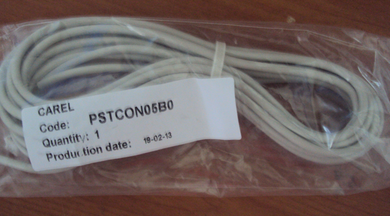 CAREL
Code: PSTCON05B0
Quantity: 1
Production date: 19-02-13